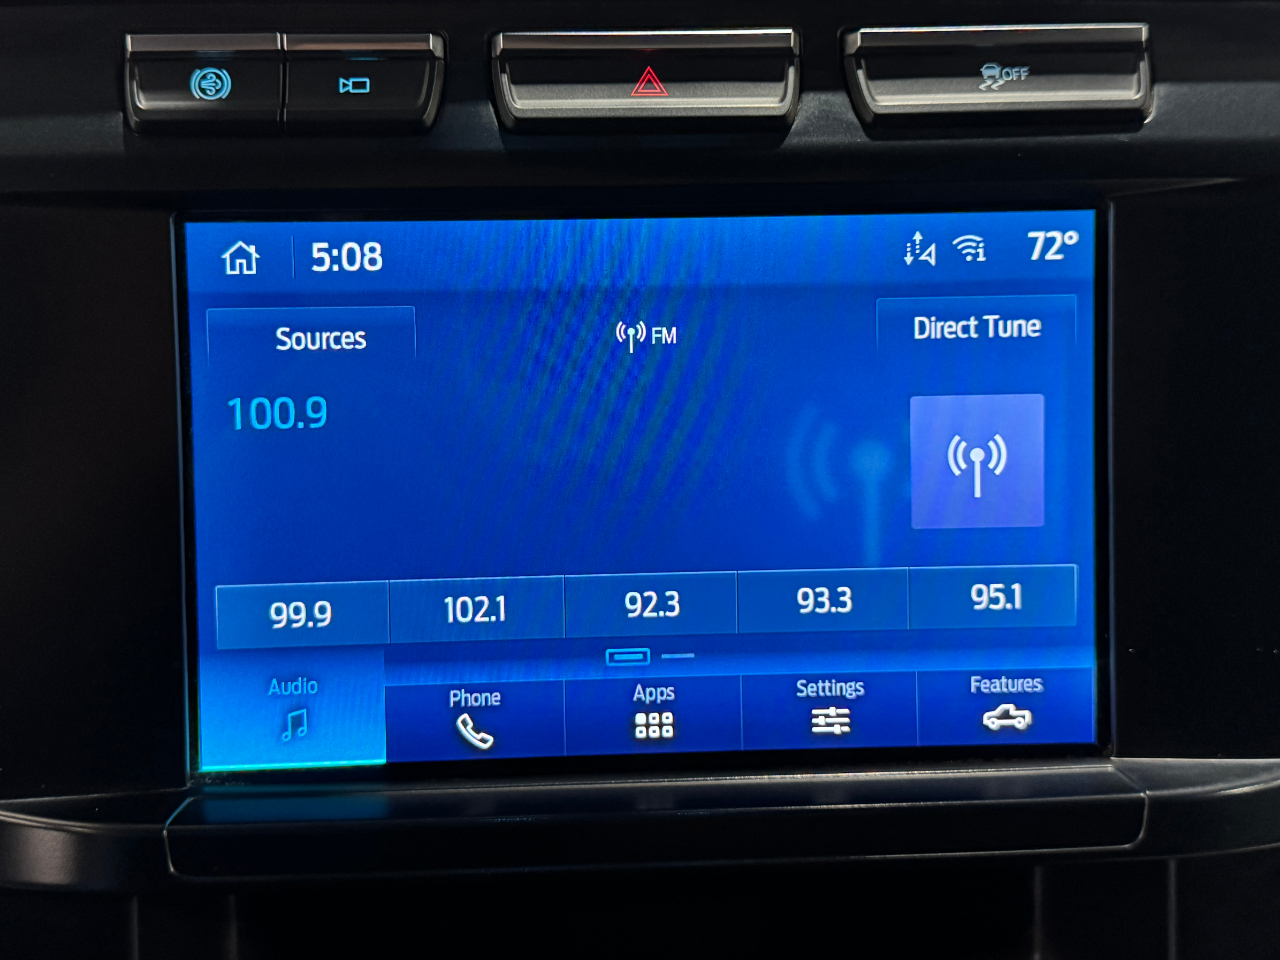 OFF
5:08
72°
Sources
FM
Direct Tune
100.9
99.9
102.1
92.3
93.3
95.1
Audio
Phone
Apps
Settings
Features